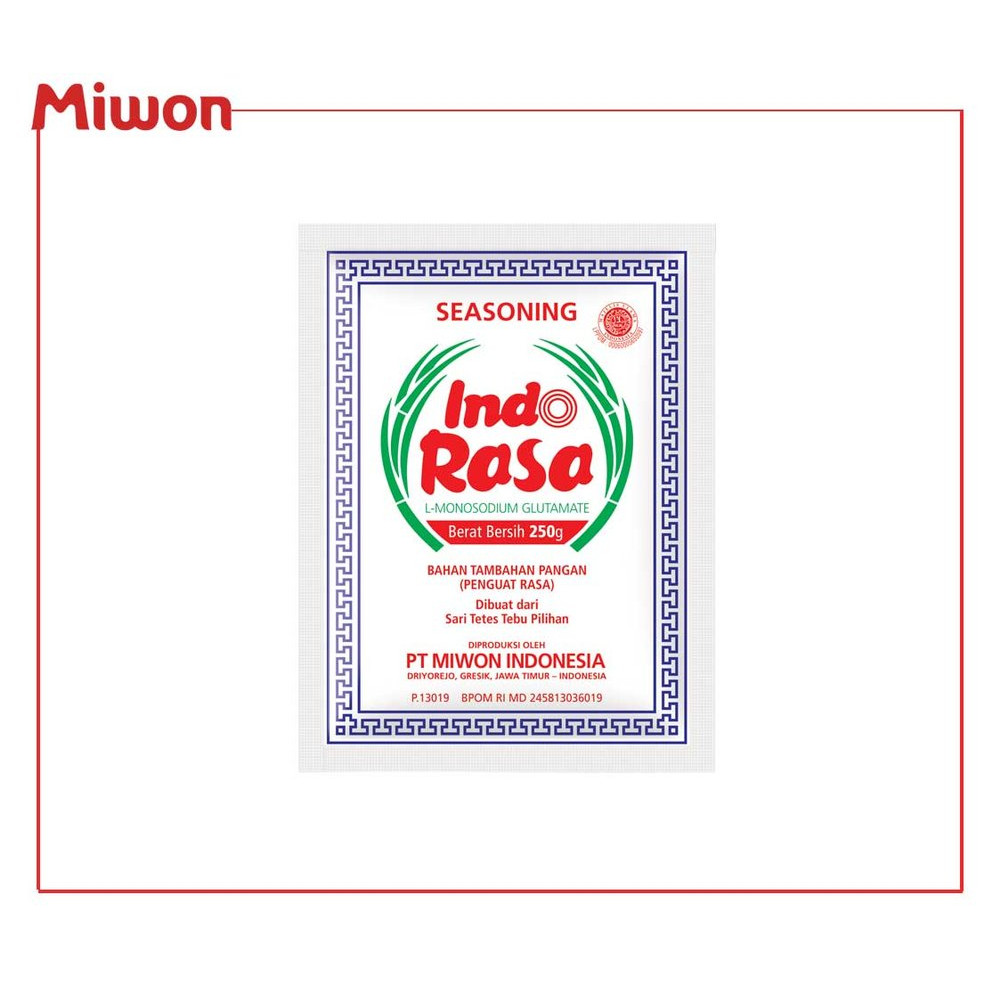 Miwon
SEASONING
Indo
Rasa
L-MONOSODIUM GLUTAMATE
Berat Bersih 250g
BAHAN TAMBAHAN PANGAN
(PENGUAT RASA)
Dibuat dari
Sari Tetes Tebu Pilihan
DIPRODUKSI OLEH
PT MIWON INDONESIA
DRIYOREJO, GRESIK, JAWA TIMUR – INDONESIA
P.13019 BPOM RI MD 245813036019